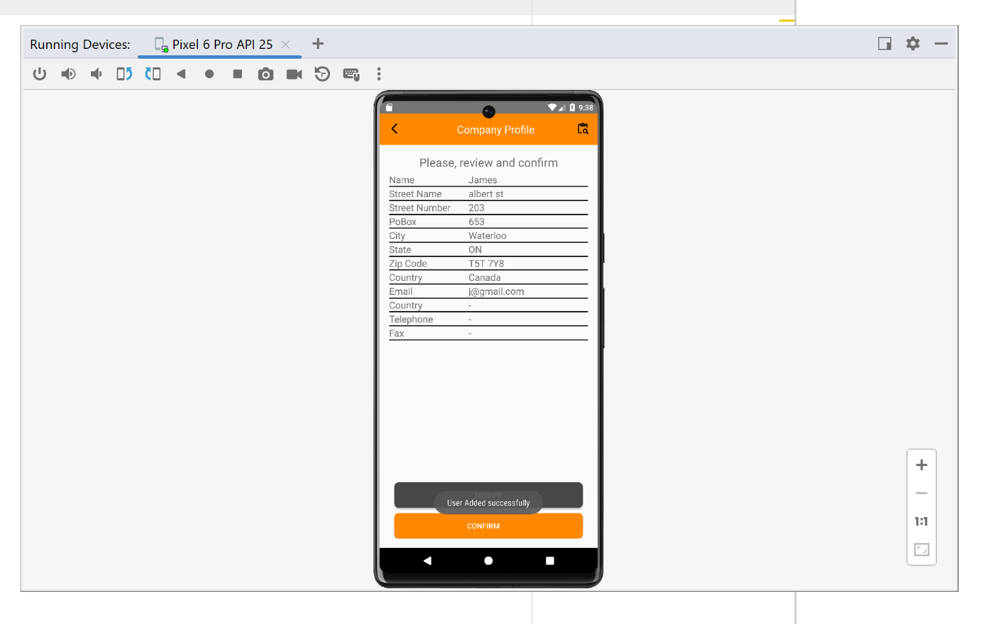 Running Devices: Pixel 6 Pro API 25
9:38
Company Profile
Please, review and confirm
Name James
Street Name albert st
Street Number 203
PoBox 653
City Waterloo
State ON
Zip Code T5T 7Y8
Country Canada
Email j@gmail.com
Country -
Telephone -
Fax -
MODIFY
User Added successfully
CONFIRM
1:1